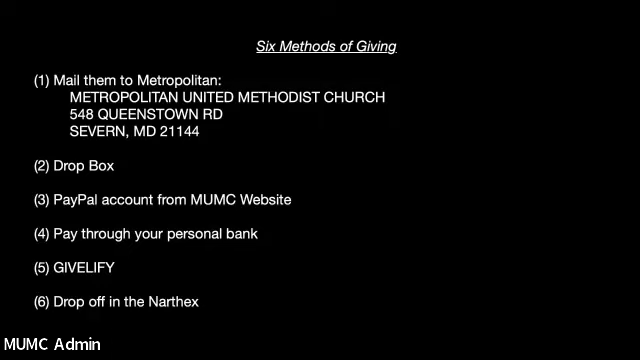 Six Methods of Giving
(1) Mail them to Metropolitan:
METROPOLITAN UNITED METHODIST CHURCH
548 QUEENSTOWN RD
SEVERN, MD 21144
(2) Drop Box
(3) PayPal account from MUMC Website
(4) Pay through your personal bank
(5) GIVELIFY
(6) Drop off in the Narthex
MUMC Admin